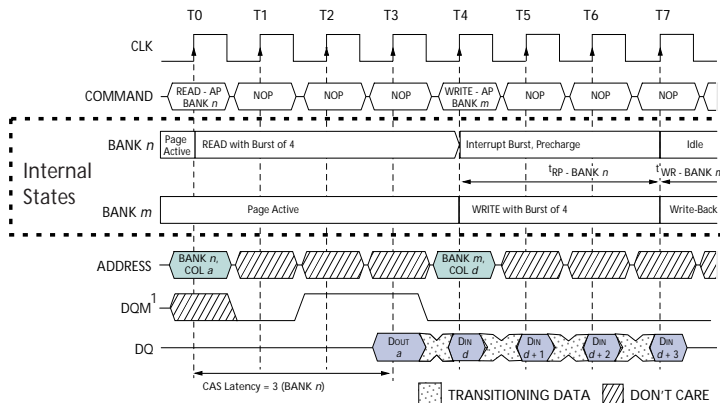 T0 T1 T2 T3 T4 T5 T6 T7
CLK
COMMAND READ - AP BANK n NOP NOP NOP WRITE - AP BANK m NOP NOP NOP
Internal States
BANK n Page Active READ with Burst of 4 Interrupt Burst, Precharge Idle
tRP - BANK n tWR - BANK m
BANK m Page Active WRITE with Burst of 4 Write-Back
ADDRESS BANK n, COL a BANK m, COL d
DQM1
DQ DOUT a DIN d DIN d + 1 DIN d + 2 DIN d + 3
CAS Latency = 3 (BANK n)
TRANSITIONING DATA DON'T CARE